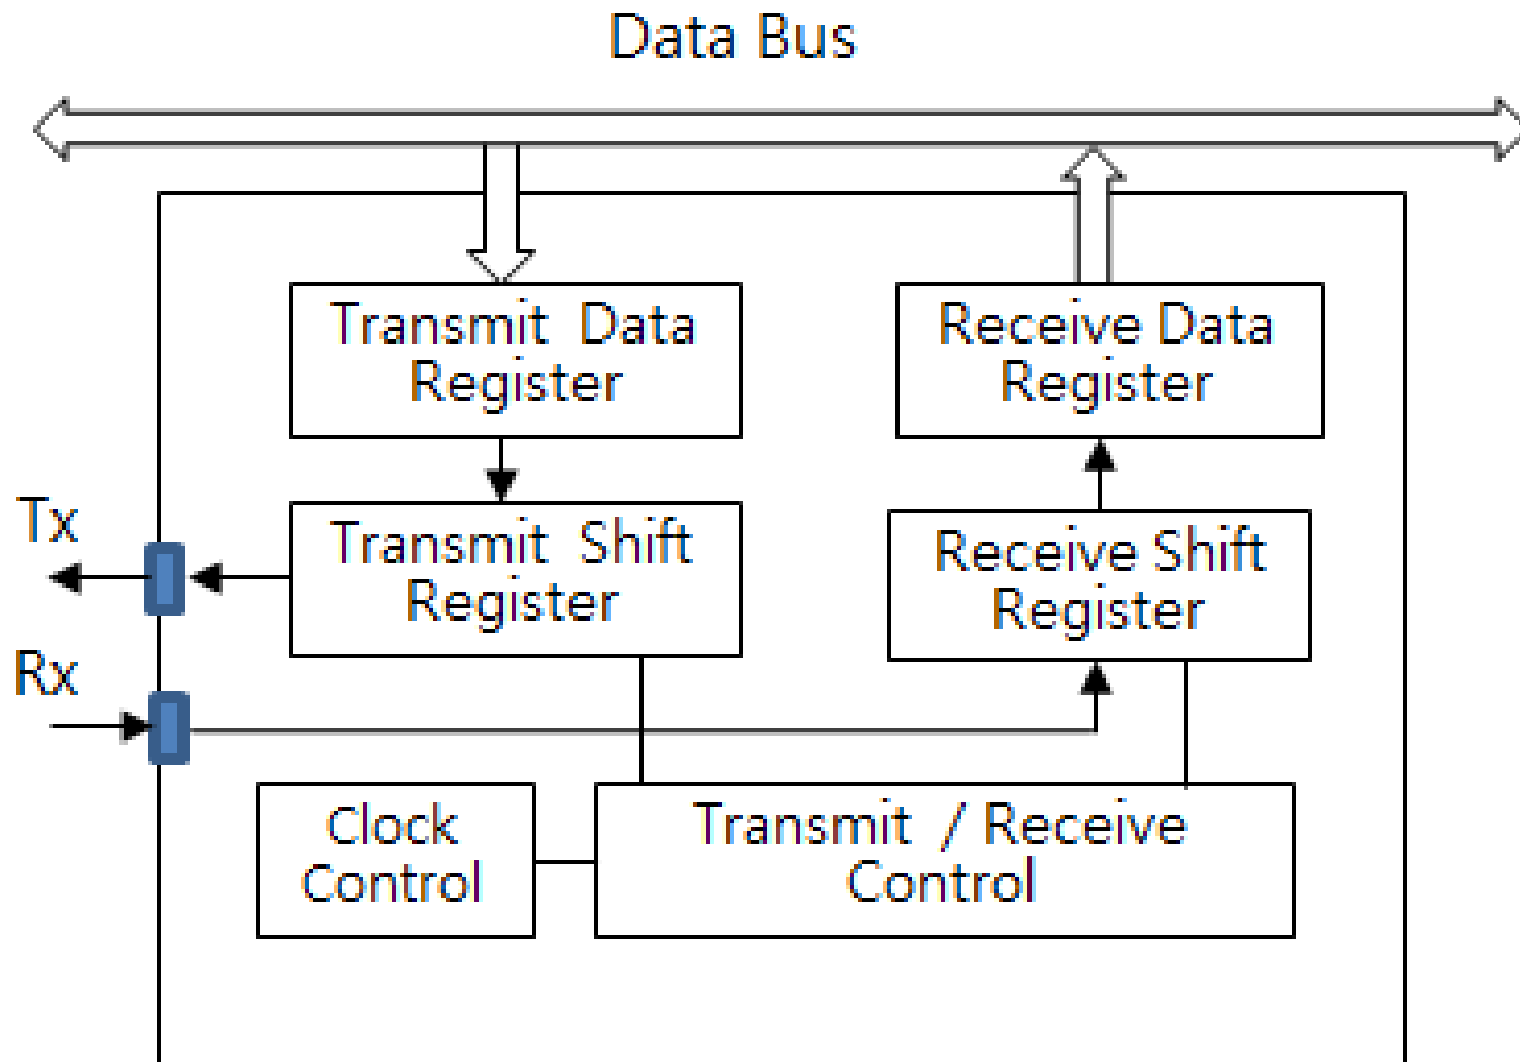 Data Bus
Transmit Data
Register
Receive Data
Register
Tx
Transmit Shift
Register
Receive Shift
Register
Rx
Clock
Control
Transmit / Receive
Control